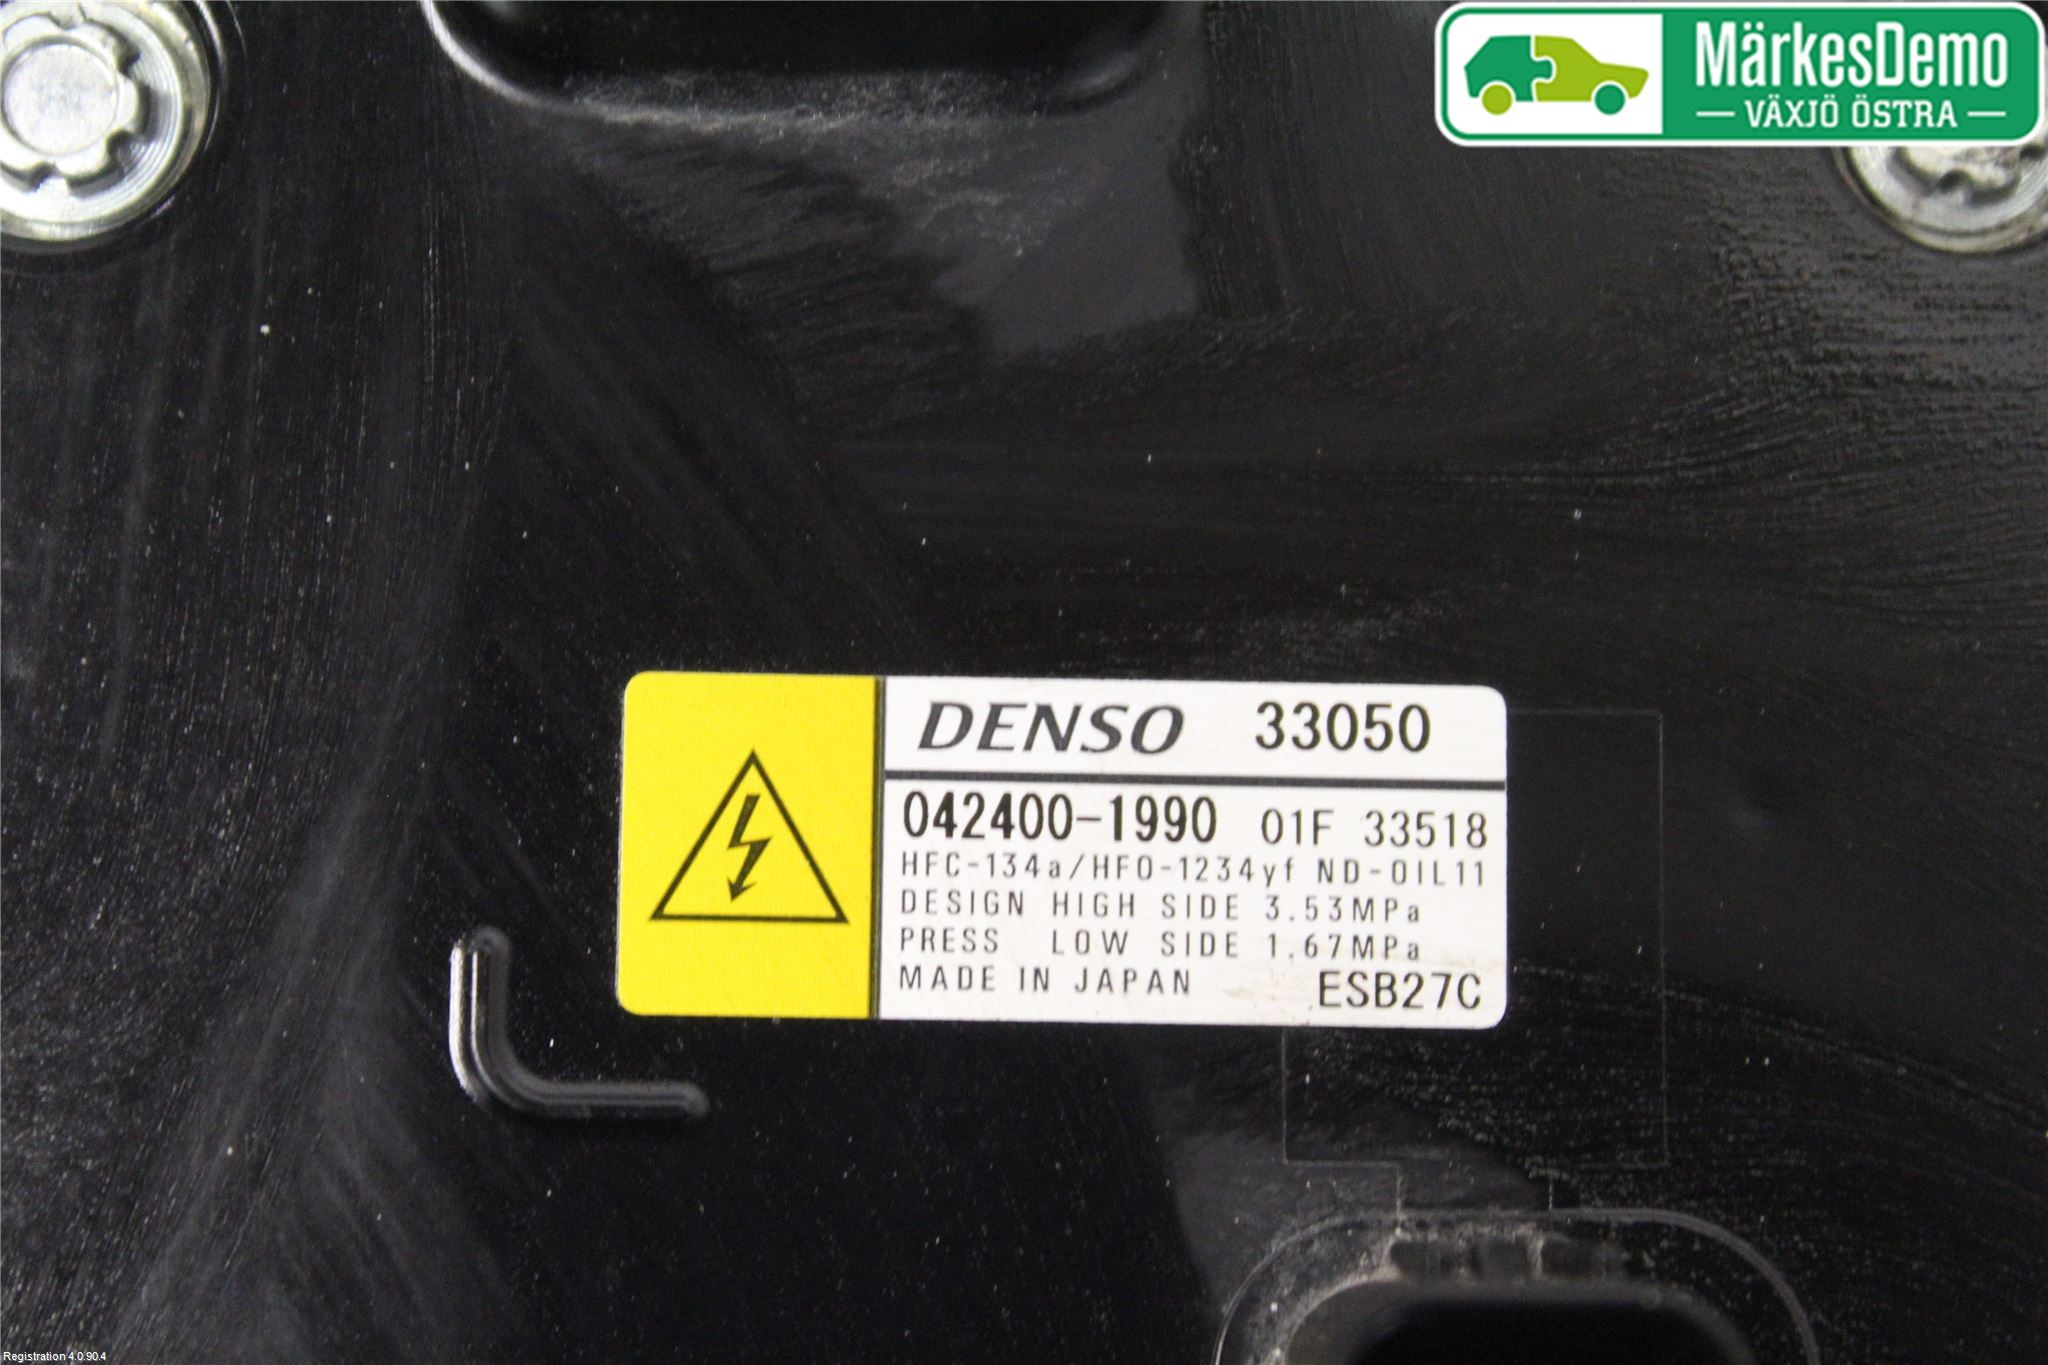 MärkesDemo
VÄXJÖ ÖSTRA
DENSO 33050
042400-1990 01F 33518
HFC-134a/HFO-1234yf ND-OIL11
DESIGN HIGH SIDE 3.53MPa
PRESS LOW SIDE 1.67MPa
MADE IN JAPAN ESB27C
Registration 4.0.90.4